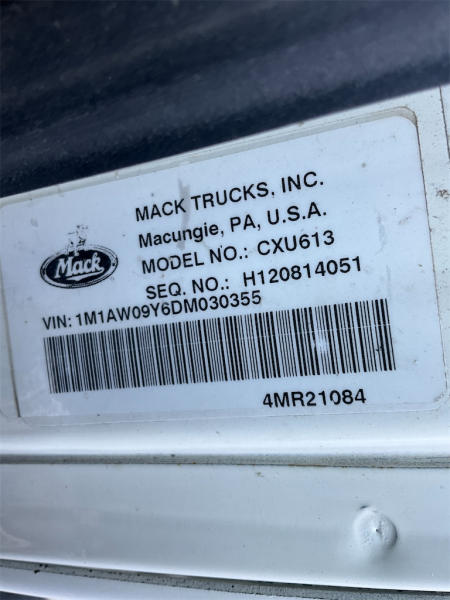 MACK TRUCKS, INC.
Macungie, PA, U.S.A.
Mack
MODEL NO.: CXU613
SEQ. NO.: H120814051
VIN: 1M1AW09Y6DM030355
4MR21084